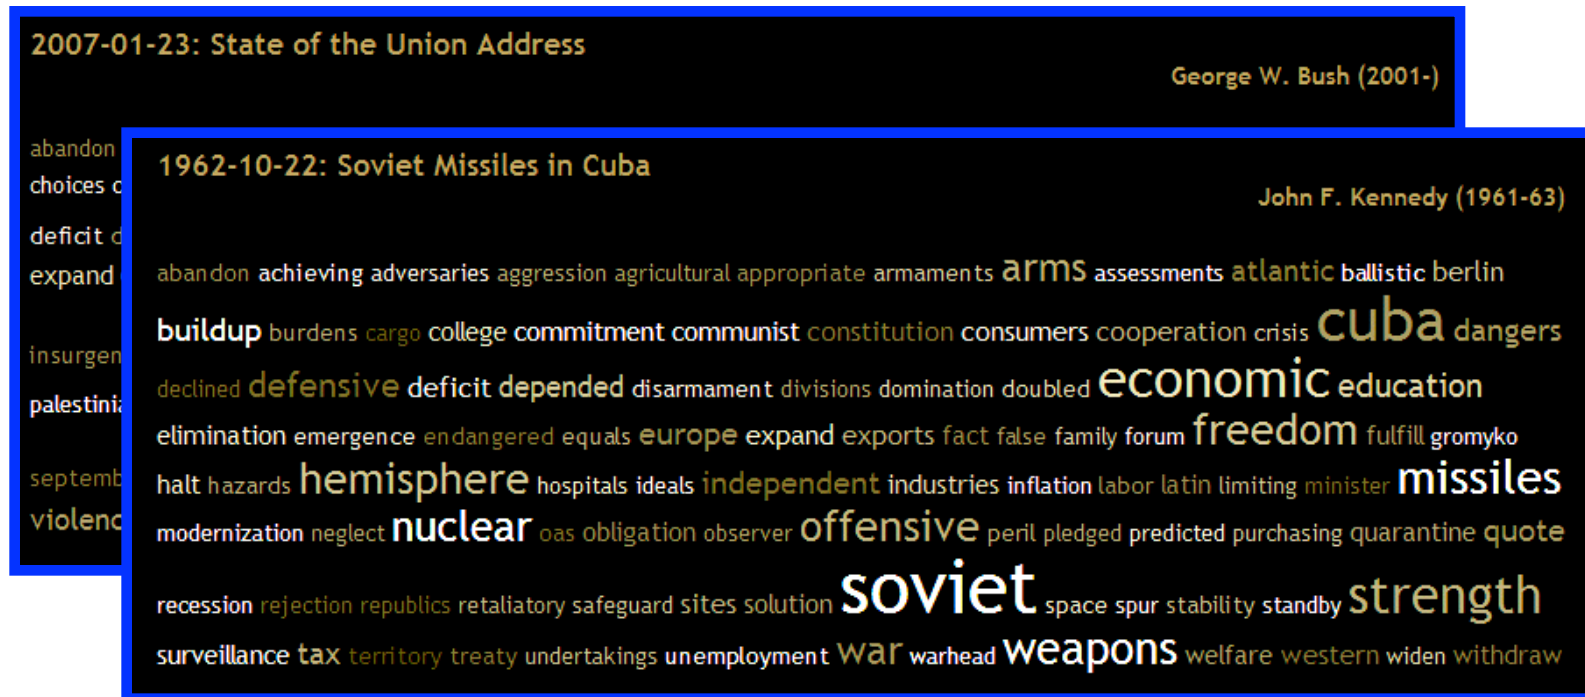 2007-01-23: State of the Union Address
George W. Bush (2001-)
abandon
choices
deficit
expand
1962-10-22: Soviet Missiles in Cuba
John F. Kennedy (1961-63)
abandon achieving adversaries aggression agricultural appropriate armaments arms assessments atlantic ballistic berlin
buildup burdens cargo college commitment communist constitution consumers cooperation crisis cuba dangers
declined defensive deficit depended disarmament divisions domination doubled economic education
elimination emergence endangered equals europe expand exports fact false family forum freedom fulfill gromyko
halt hazards hemisphere hospitals ideals independent industries inflation labor latin limiting minister missiles
modernization neglect nuclear oas obligation observer offensive peril pledged predicted purchasing quarantine quote
recession rejection republics retaliatory safeguard sites solution soviet space spur stability standby strength
surveillance tax territory treaty undertakings unemployment war warhead weapons welfare western widen withdraw